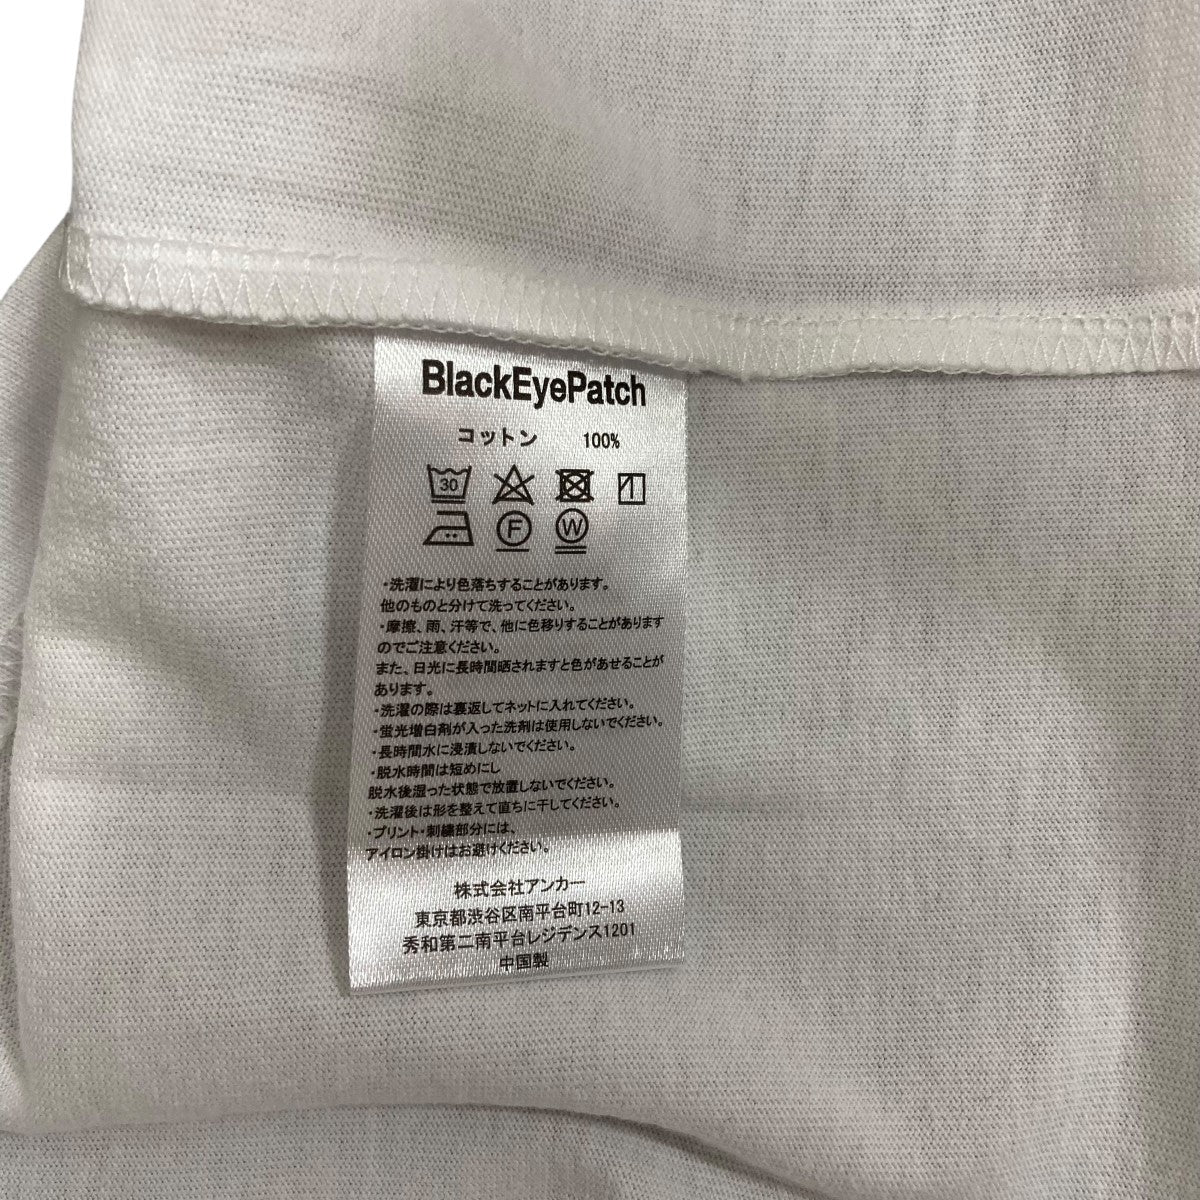 BlackEyePatch
コットン 100%
30
F W
・洗濯により色落ちすることがあります。
他のものと分けて洗ってください。
・摩擦、雨、汗等で、他に色移りすることがあります
のでご注意ください。
また、日光に長時間晒されますと色があせることが
あります。
・洗濯の際は裏返してネットに入れてください。
・蛍光増白剤が入った洗剤は使用しないでください。
・長時間水に浸漬しないでください。
・脱水時間は短めにし
脱水後湿った状態で放置しないでください。
・洗濯後は形を整えて直ちに干してください。
・プリント・刺繍部分には、
アイロン掛けはお避けください。
株式会社アンカー
東京都渋谷区南平台町12-13
秀和第二南平台レジデンス1201
中国製